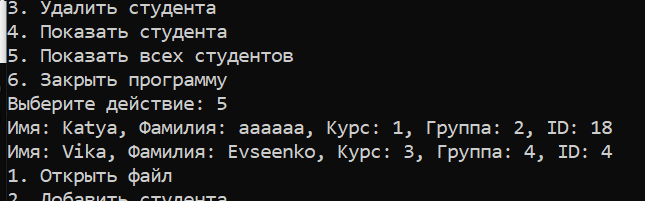 3. Удалить студента
4. Показать студента
5. Показать всех студентов
6. Закрыть программу
Выберите действие: 5
Имя: Katya, Фамилия: aaaaaa, Курс: 1, Группа: 2, ID: 18
Имя: Vika, Фамилия: Evseenko, Курс: 3, Группа: 4, ID: 4
1. Открыть файл
2. Добавить студента